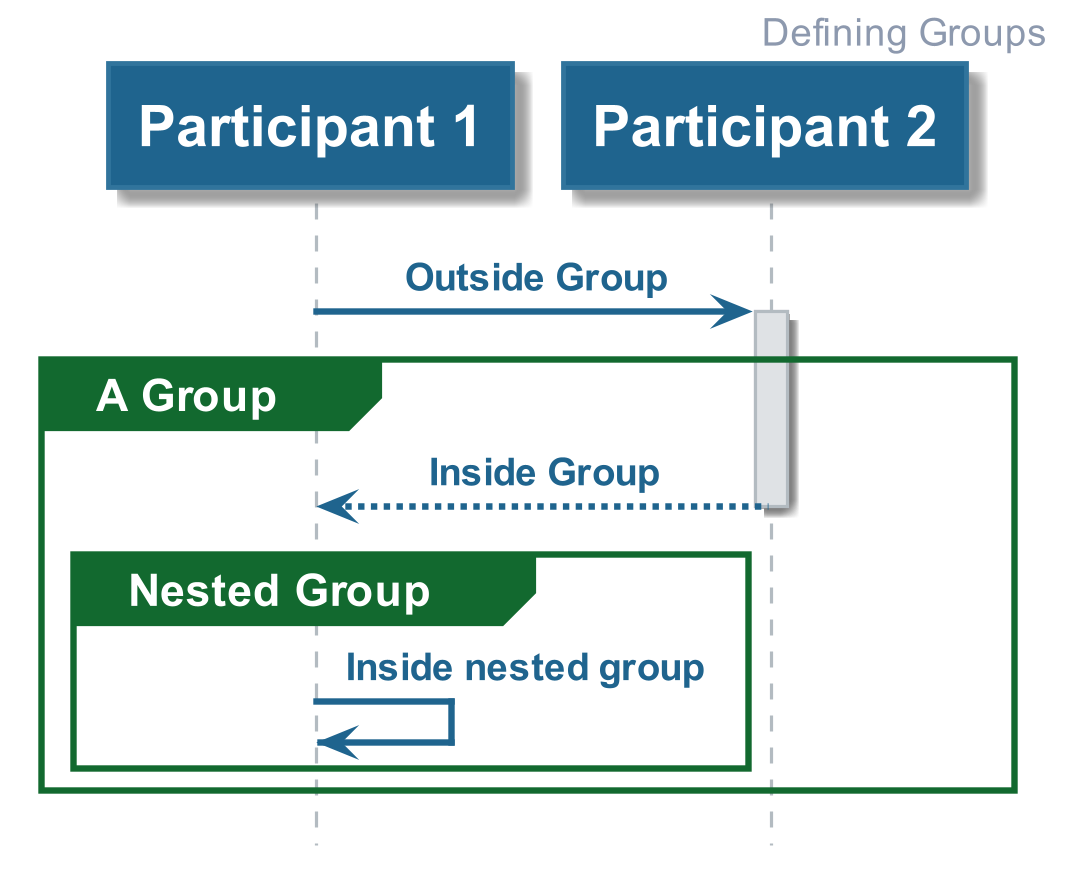 Defining Groups
Participant 1
Participant 2
Outside Group
A Group
Inside Group
Nested Group
Inside nested group